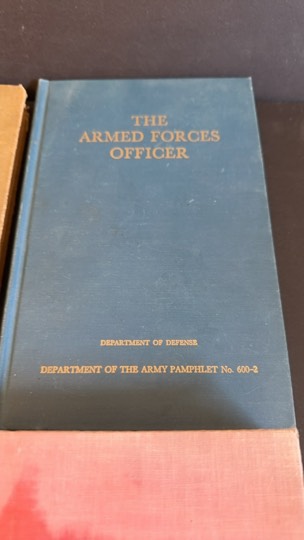 THE
ARMED FORCES
OFFICER
DEPARTMENT OF DEFENSE
DEPARTMENT OF THE ARMY PAMPHLET No. 600-2